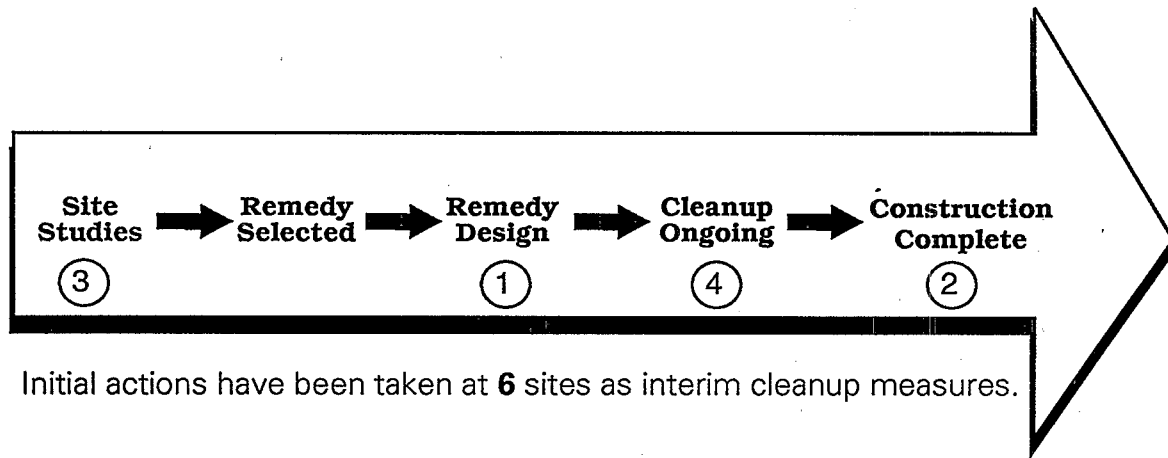 Site Studies
Remedy Selected
Remedy Design
Cleanup Ongoing
Construction Complete
3
1
4
2
Initial actions have been taken at 6 sites as interim cleanup measures.